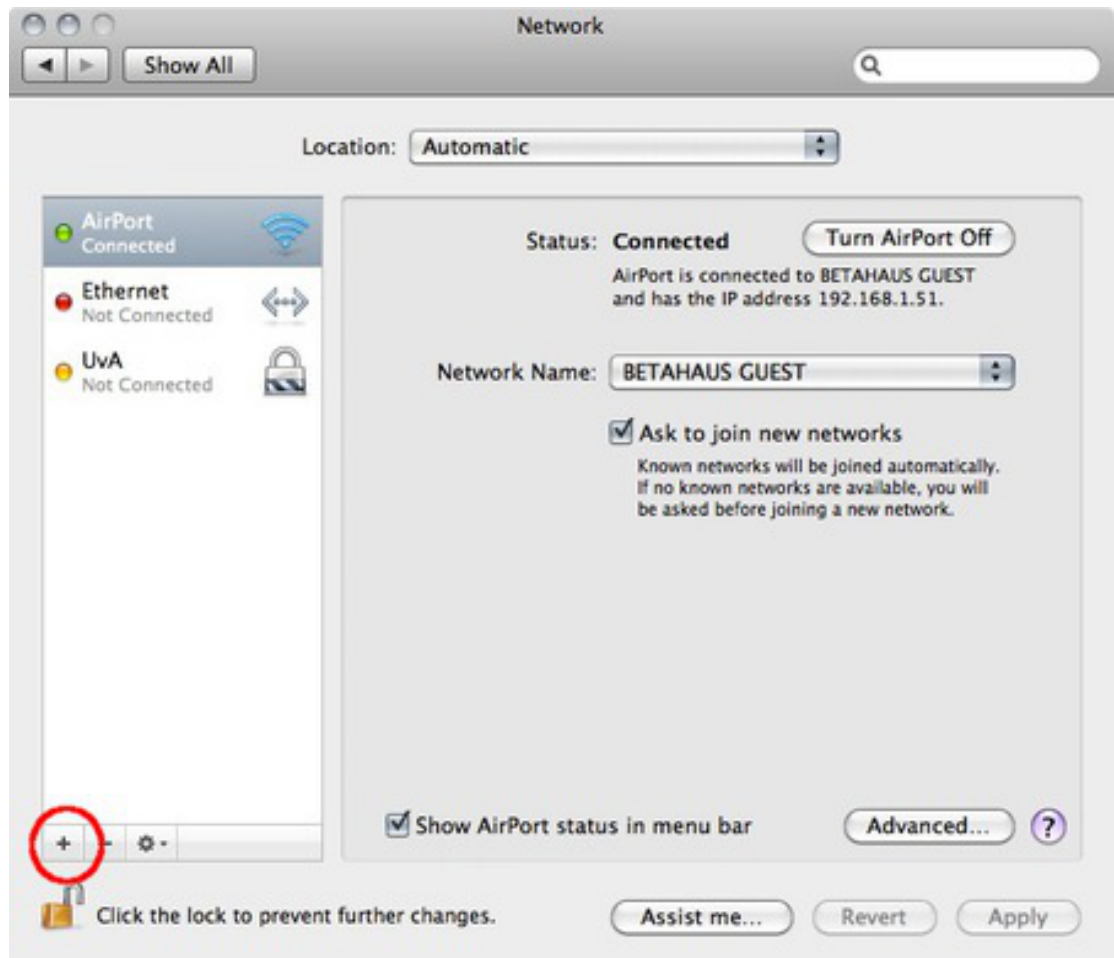 Network
Show All
Location: Automatic
AirPort
Connected
Ethernet
Not Connected
UvA
Not Connected
Status: Connected
Turn AirPort Off
AirPort is connected to BETAHAUS GUEST
and has the IP address 192.168.1.51.
Network Name: BETAHAUS GUEST
Ask to join new networks
Known networks will be joined automatically.
If no known networks are available, you will
be asked before joining a new network.
+ -
Show AirPort status in menu bar
Advanced... ?
Click the lock to prevent further changes.
Assist me... Revert Apply